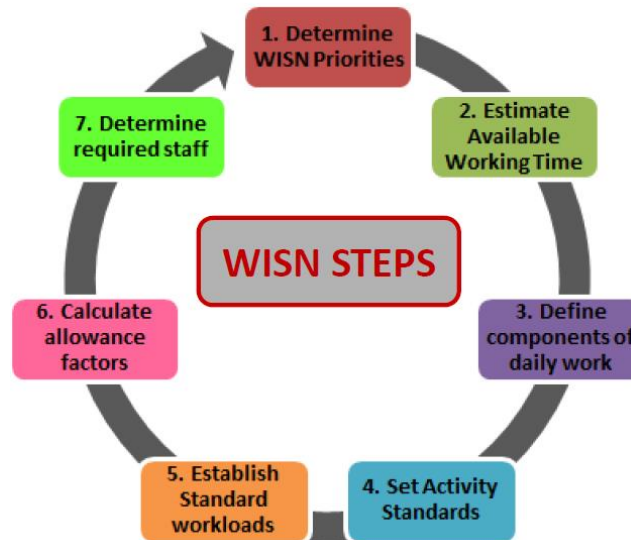 1. Determine
WISN Priorities
2. Estimate
Available
Working Time
3. Define
components of
daily work
4. Set Activity
Standards
5. Establish
Standard
workloads
6. Calculate
allowance
factors
7. Determine
required staff
WISN STEPS